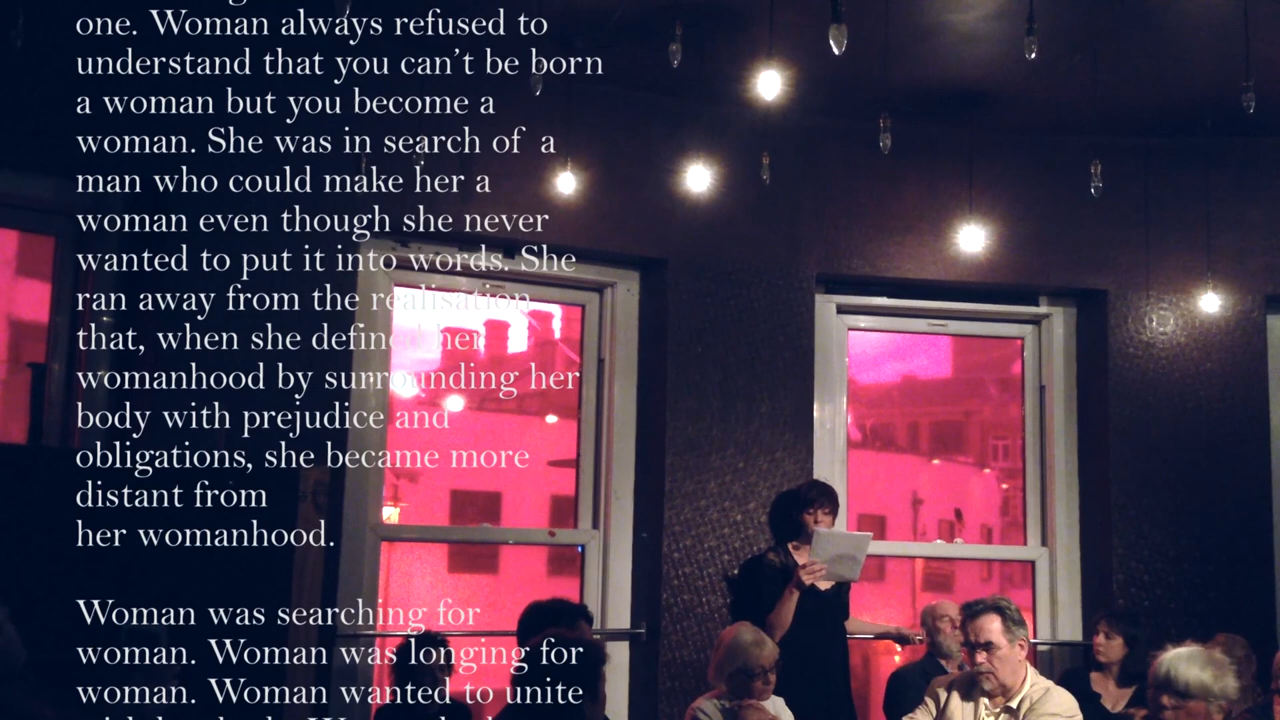 one. Woman always refused to
understand that you can’t be born
a woman but you become a
woman. She was in search of a
man who could make her a
woman even though she never
wanted to put it into words. She
ran away from the realisation
that, when she defined her
womanhood by surrounding her
body with prejudice and
obligations, she became more
distant from
her womanhood.
Woman was searching for
woman. Woman was longing for
woman. Woman wanted to unite